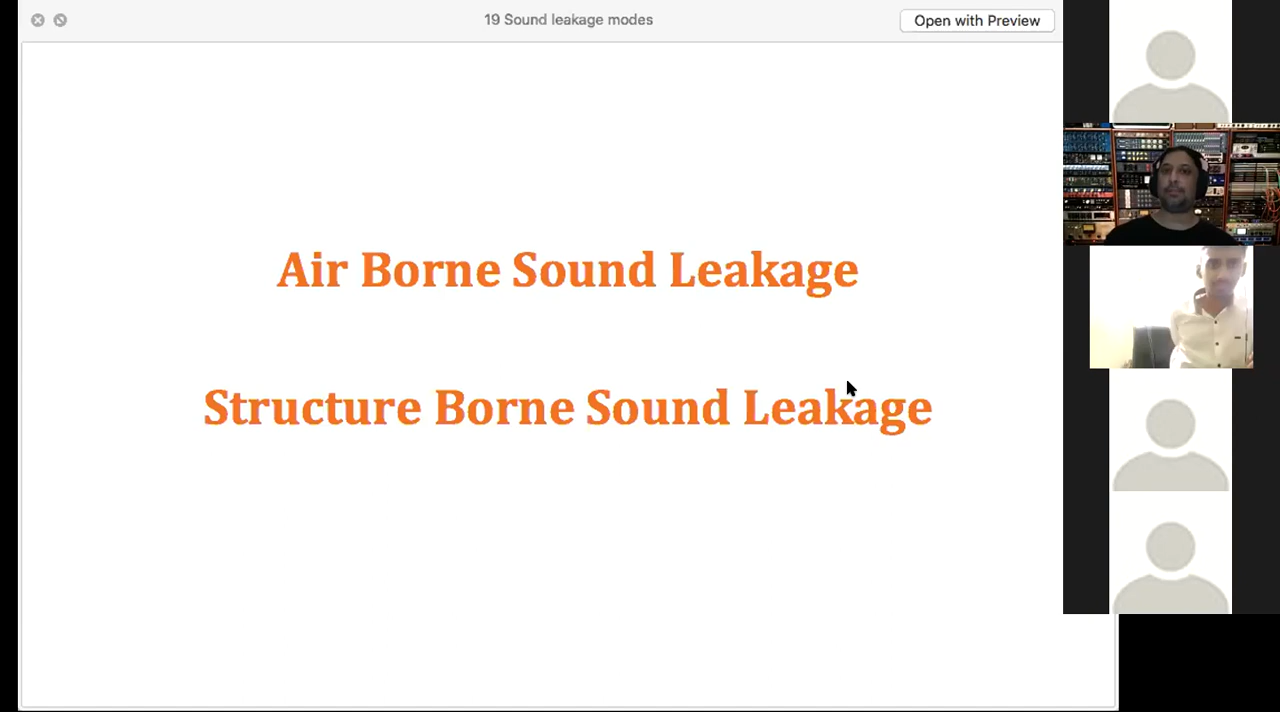 19 Sound leakage modes
Open with Preview
Air Borne Sound Leakage
Structure Borne Sound Leakage